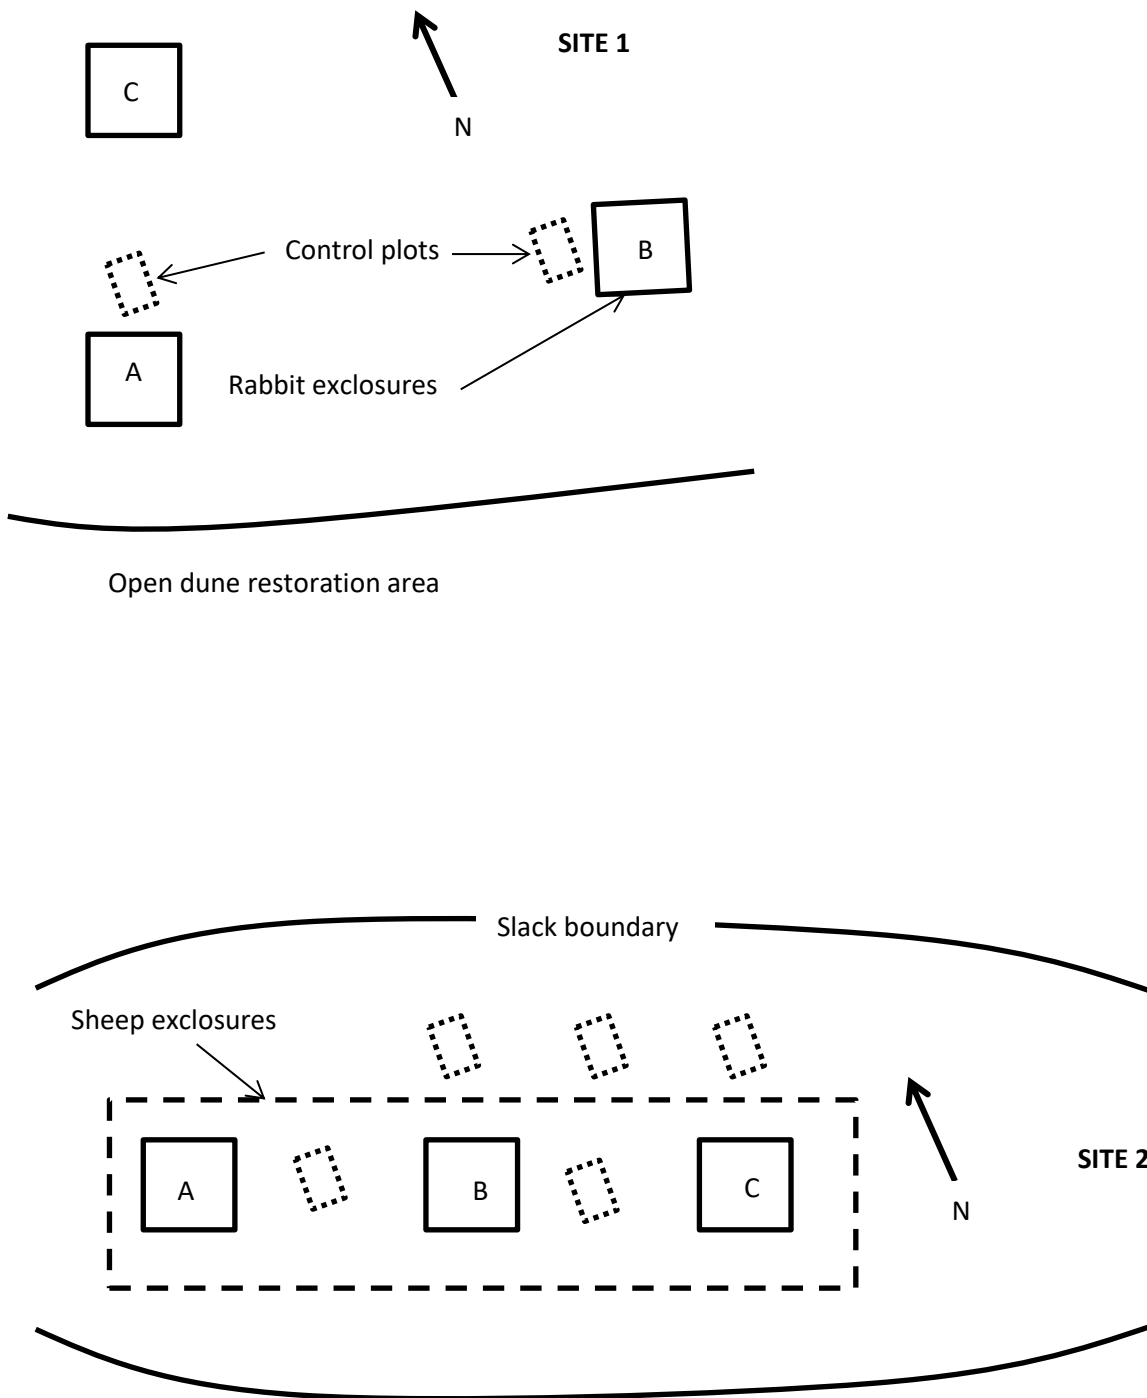 SITE 1
C
N
Control plots
B
A
Rabbit exclosures
Open dune restoration area
Slack boundary
Sheep exclosures
SITE 2
A
B
C
N